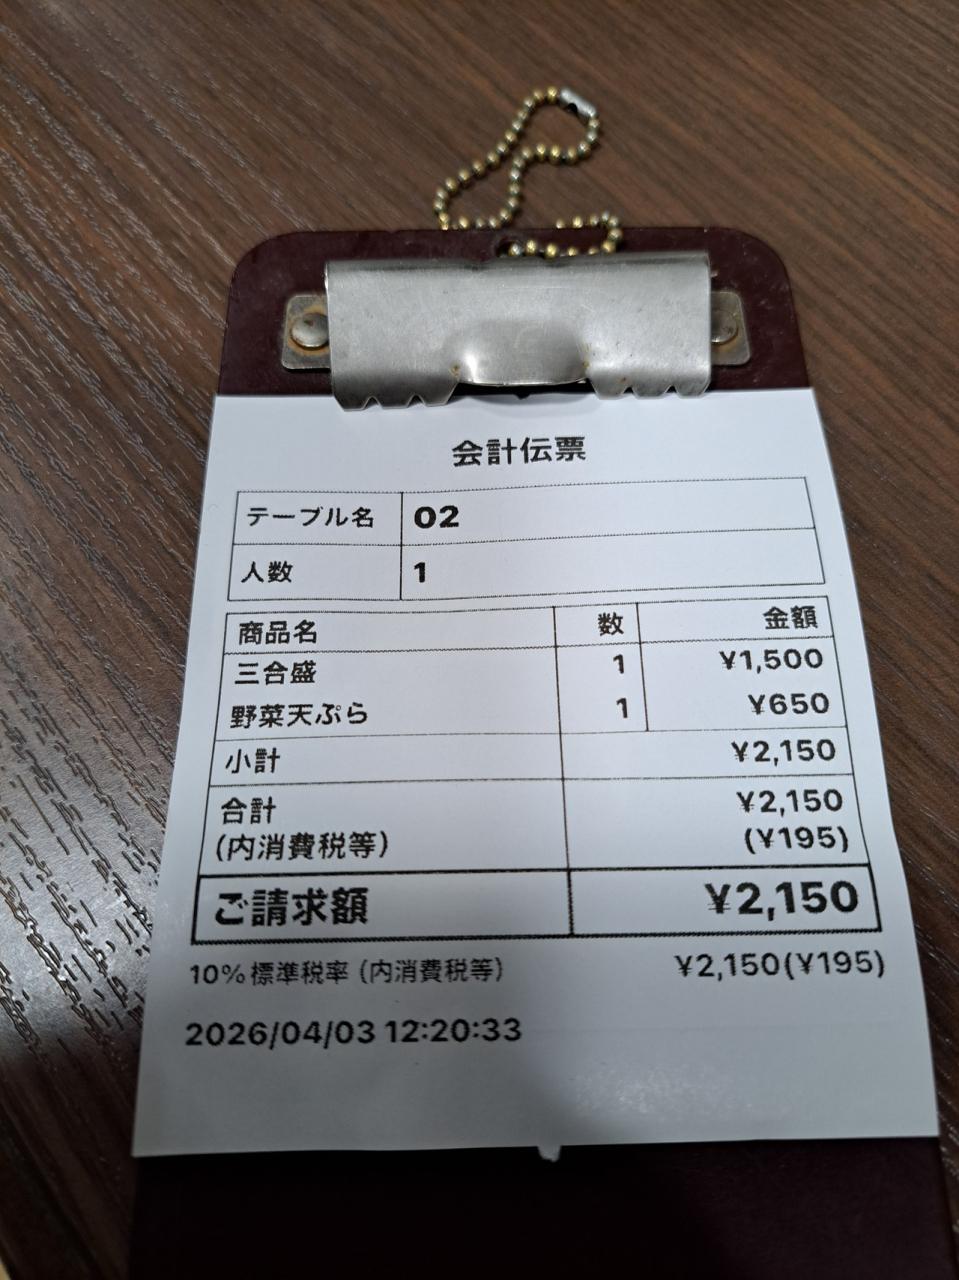 会計伝票
テーブル名 02
人数 1
商品名 数 金額
三合盛 1 ¥1,500
野菜天ぷら 1 ¥650
小計 ¥2,150
合計 ¥2,150
(内消費税等) (¥195)
ご請求額 ¥2,150
10%標準税率 (内消費税等) ¥2,150(¥195)
2026/04/03 12:20:33